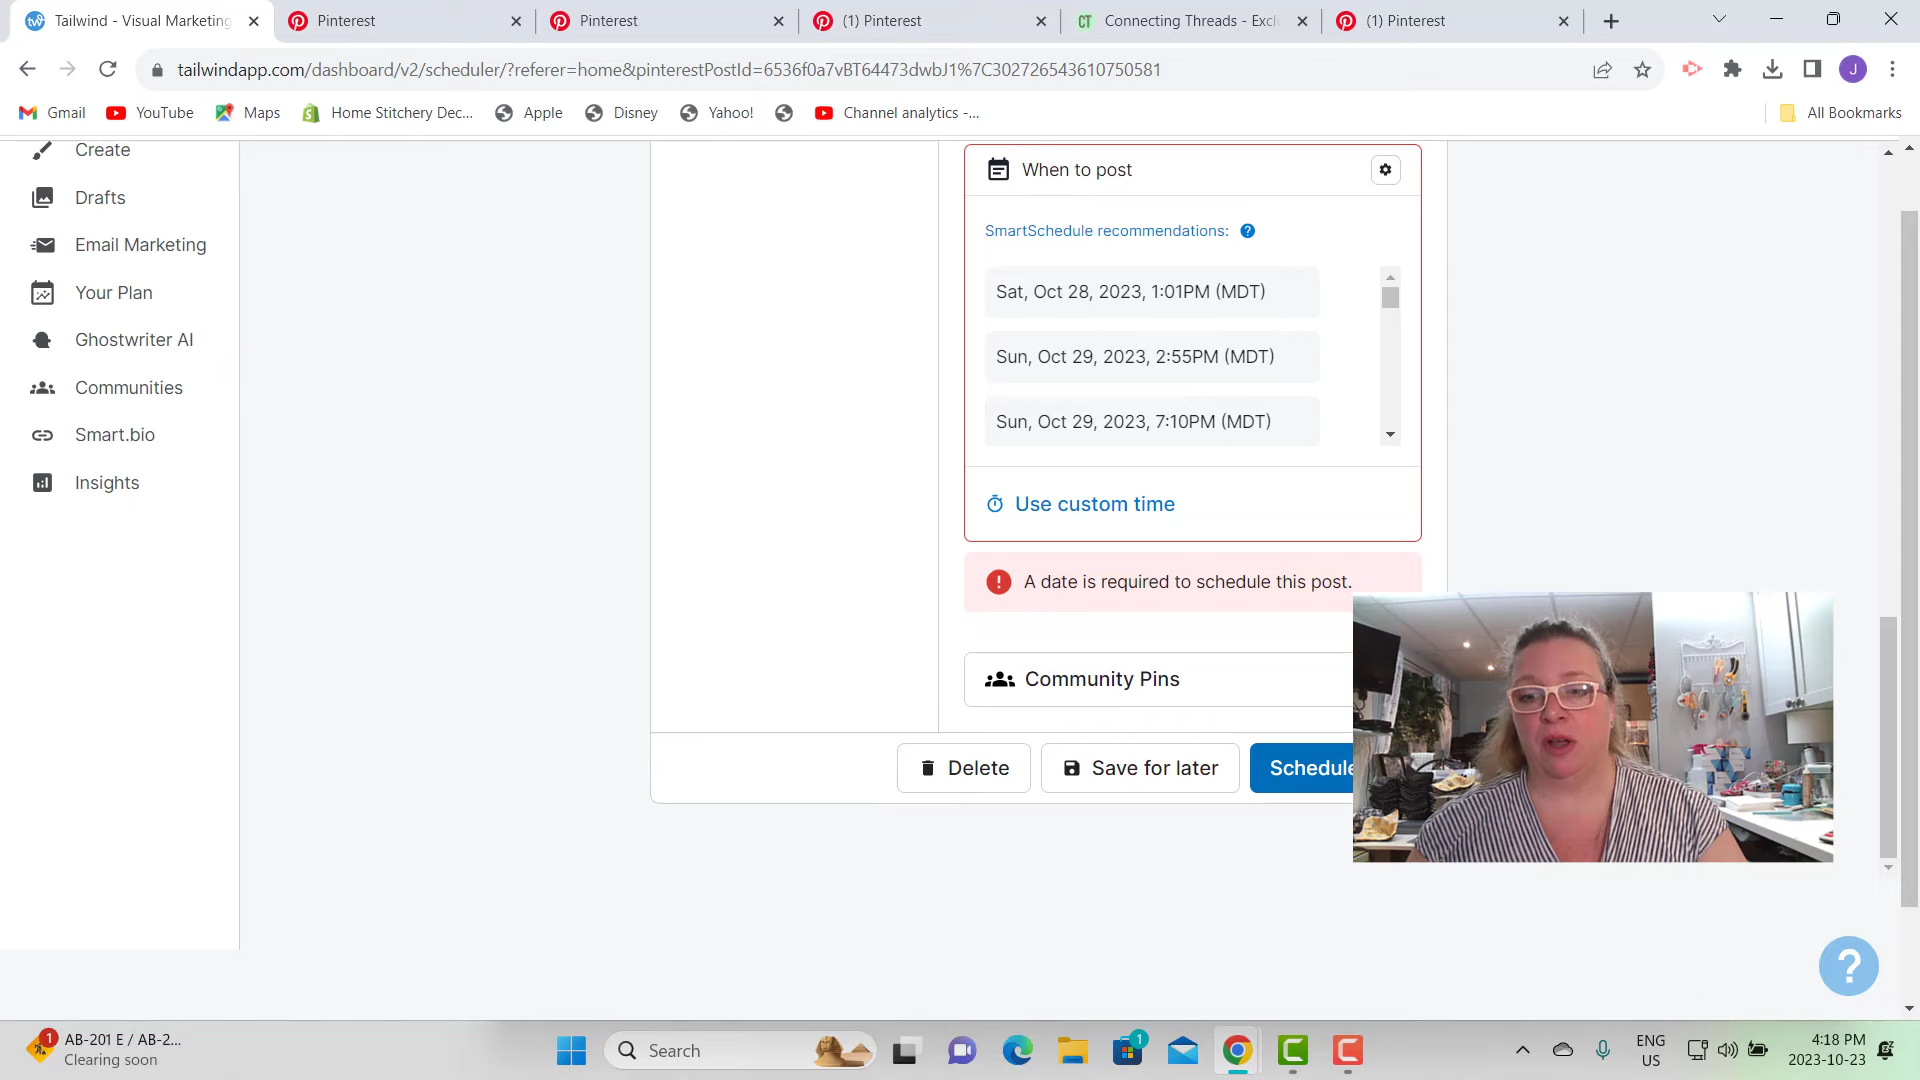 Tailwind - Visual Marketing
Pinterest
Pinterest
(1) Pinterest
CT Connecting Threads - Excl
(1) Pinterest
tailwindapp.com/dashboard/v2/scheduler/?referer=home&pinterestPostId=6536f0a7vBT64473dwbJ1%7C302726543610750581
J
Gmail
YouTube
Maps
Home Stitchery Dec...
Apple
Disney
Yahoo!
Channel analytics -...
All Bookmarks
Create
Drafts
Email Marketing
Your Plan
Ghostwriter AI
Communities
Smart.bio
Insights
When to post
SmartSchedule recommendations: ?
Sat, Oct 28, 2023, 1:01PM (MDT)
Sun, Oct 29, 2023, 2:55PM (MDT)
Sun, Oct 29, 2023, 7:10PM (MDT)
Use custom time
A date is required to schedule this post.
Community Pins
Delete
Save for later
Schedule
?
1
AB-201 E / AB-2...
Clearing soon
Search
1
ENG
US
4:18 PM
2023-10-23